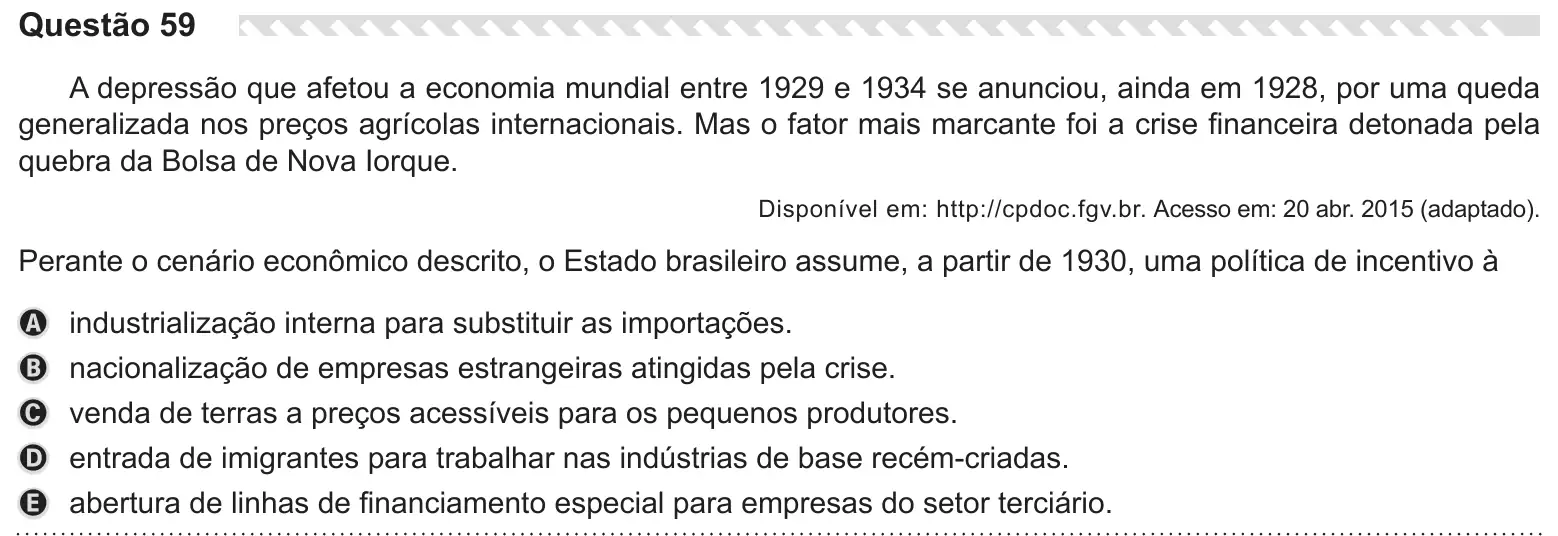 Questão 59
A depressão que afetou a economia mundial entre 1929 e 1934 se anunciou, ainda em 1928, por uma queda
generalizada nos preços agrícolas internacionais. Mas o fator mais marcante foi a crise financeira detonada pela
quebra da Bolsa de Nova Iorque.
Disponível em: http://cpdoc.fgv.br. Acesso em: 20 abr. 2015 (adaptado).
Perante o cenário econômico descrito, o Estado brasileiro assume, a partir de 1930, uma política de incentivo à
A industrialização interna para substituir as importações.
B nacionalização de empresas estrangeiras atingidas pela crise.
C venda de terras a preços acessíveis para os pequenos produtores.
D entrada de imigrantes para trabalhar nas indústrias de base recém-criadas.
E abertura de linhas de financiamento especial para empresas do setor terciário.